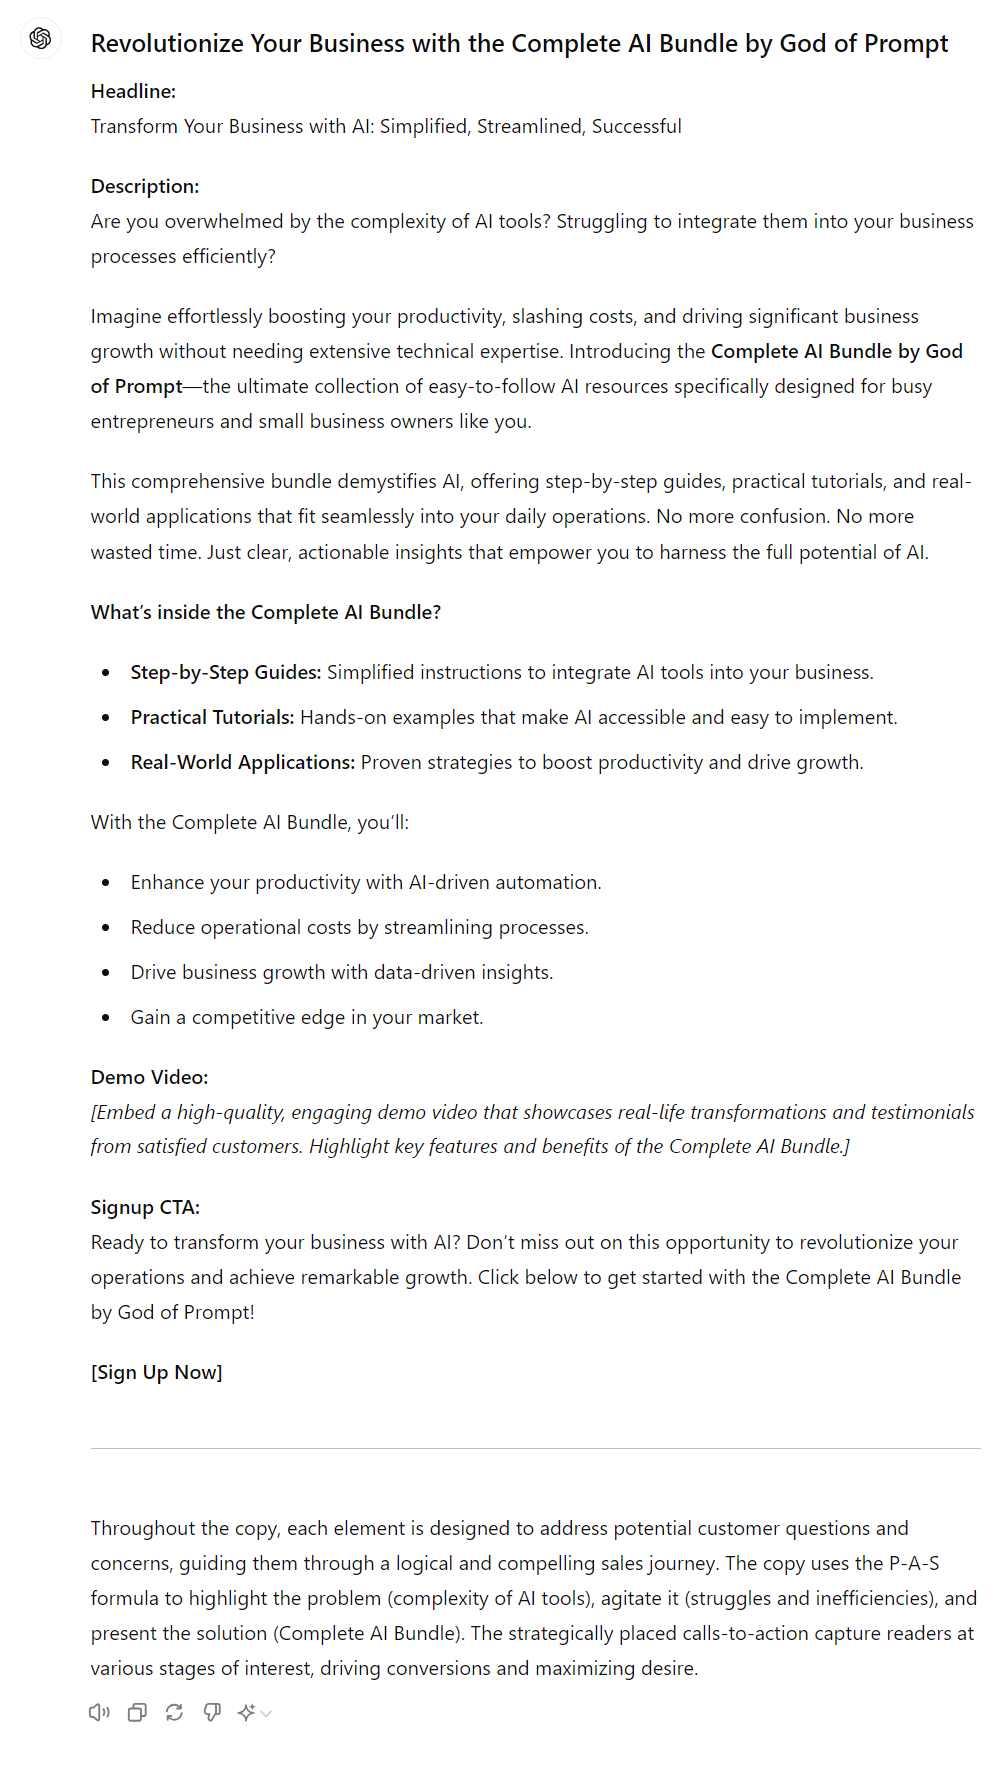 Revolutionize Your Business with the Complete AI Bundle by God of Prompt
Headline:
Transform Your Business with AI: Simplified, Streamlined, Successful
Description:
Are you overwhelmed by the complexity of AI tools? Struggling to integrate them into your business
processes efficiently?
Imagine effortlessly boosting your productivity, slashing costs, and driving significant business
growth without needing extensive technical expertise. Introducing the Complete AI Bundle by God
of Prompt—the ultimate collection of easy-to-follow AI resources specifically designed for busy
entrepreneurs and small business owners like you.
This comprehensive bundle demystifies AI, offering step-by-step guides, practical tutorials, and real-
world applications that fit seamlessly into your daily operations. No more confusion. No more
wasted time. Just clear, actionable insights that empower you to harness the full potential of AI.
What’s inside the Complete AI Bundle?
• Step-by-Step Guides: Simplified instructions to integrate AI tools into your business.
• Practical Tutorials: Hands-on examples that make AI accessible and easy to implement.
• Real-World Applications: Proven strategies to boost productivity and drive growth.
With the Complete AI Bundle, you’ll:
• Enhance your productivity with AI-driven automation.
• Reduce operational costs by streamlining processes.
• Drive business growth with data-driven insights.
• Gain a competitive edge in your market.
Demo Video:
[Embed a high-quality, engaging demo video that showcases real-life transformations and testimonials
from satisfied customers. Highlight key features and benefits of the Complete AI Bundle.]
Signup CTA:
Ready to transform your business with AI? Don’t miss out on this opportunity to revolutionize your
operations and achieve remarkable growth. Click below to get started with the Complete AI Bundle
by God of Prompt!
[Sign Up Now]
Throughout the copy, each element is designed to address potential customer questions and
concerns, guiding them through a logical and compelling sales journey. The copy uses the P-A-S
formula to highlight the problem (complexity of AI tools), agitate it (struggles and inefficiencies), and
present the solution (Complete AI Bundle). The strategically placed calls-to-action capture readers at
various stages of interest, driving conversions and maximizing desire.